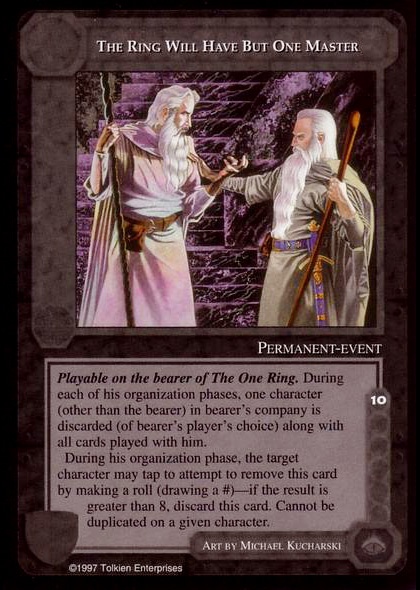 The Ring Will Have But One Master
Permanent-event
Playable on the bearer of The One Ring. During
each of his organization phases, one character
(other than the bearer) in bearer's company is
discarded (of bearer's player's choice) along with
all cards played with him.
10
During his organization phase, the target
character may tap to attempt to remove this card
by making a roll (drawing a #)—if the result is
greater than 8, discard this card. Cannot be
duplicated on a given character.
Art by Michael Kucharski
©1997 Tolkien Enterprises